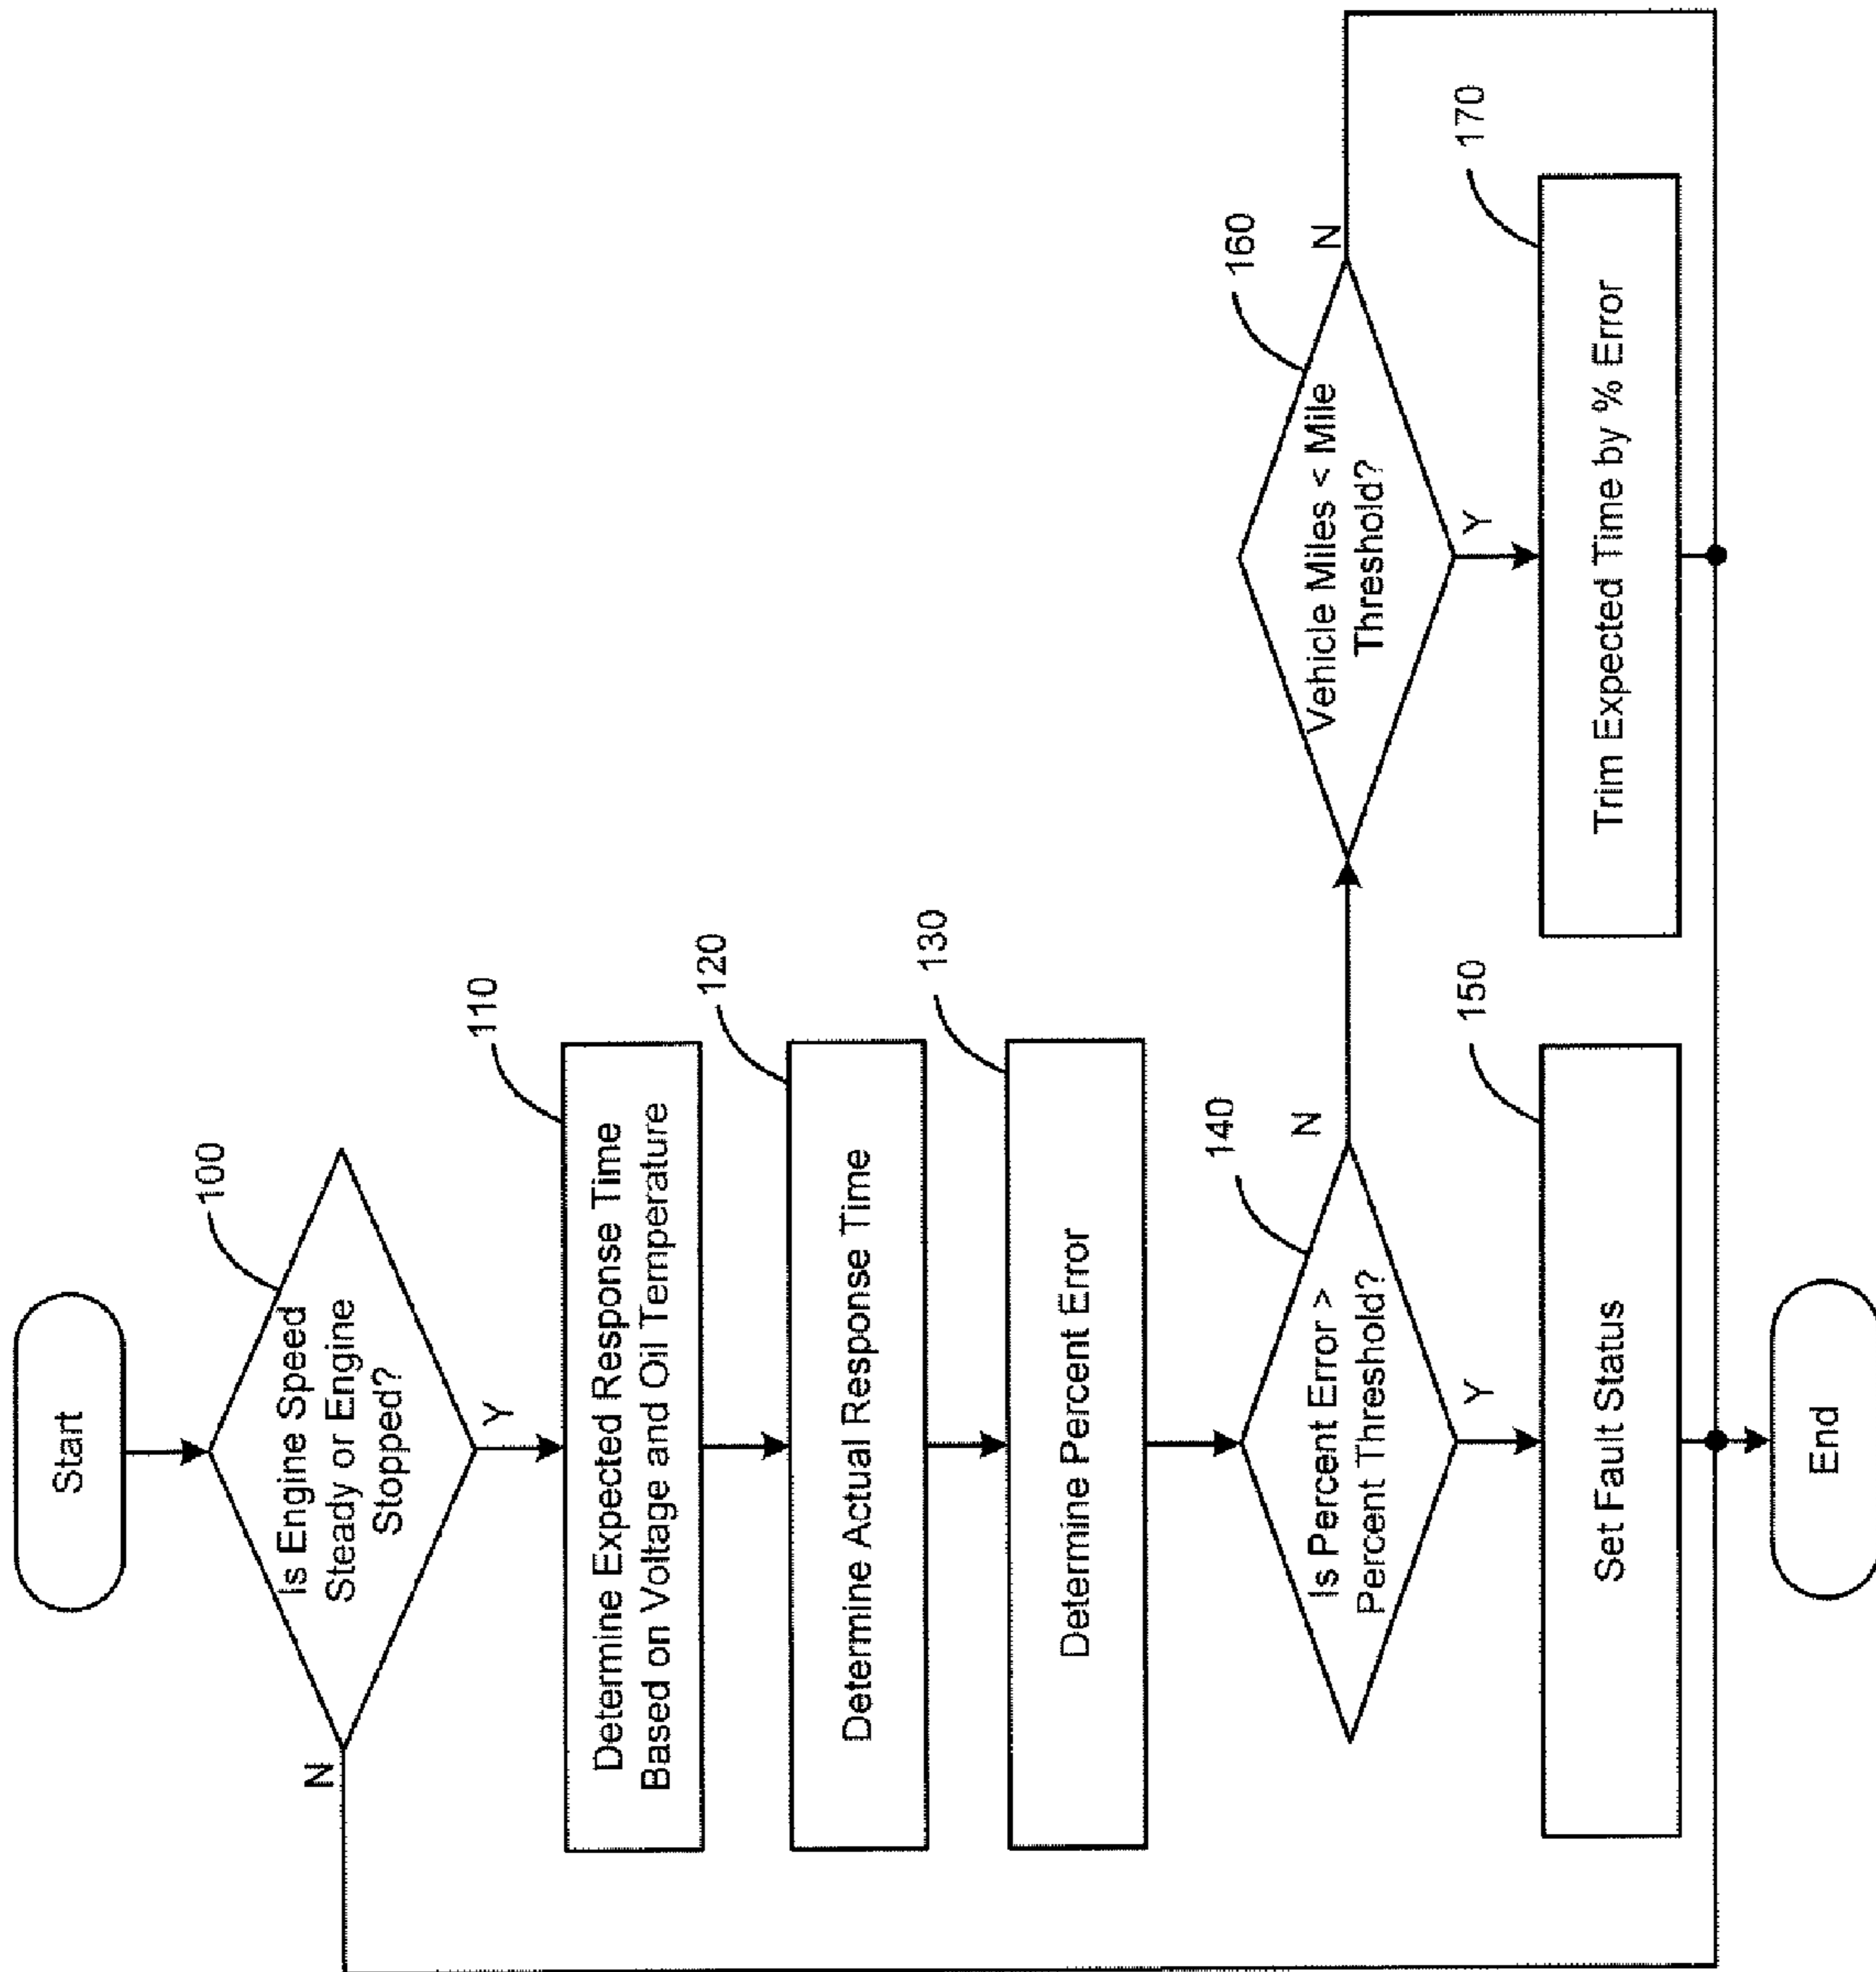 Start
100
Is Engine Speed
Steady or Engine
Stopped?
N
Y
110
Determine Expected Response Time
Based on Voltage and Oil Temperature
120
Determine Actual Response Time
130
Determine Percent Error
140
Is Percent Error >
Percent Threshold?
N
Y
150
Set Fault Status
160
Vehicle Miles < Mile
Threshold?
N
Y
170
Trim Expected Time by % Error
End